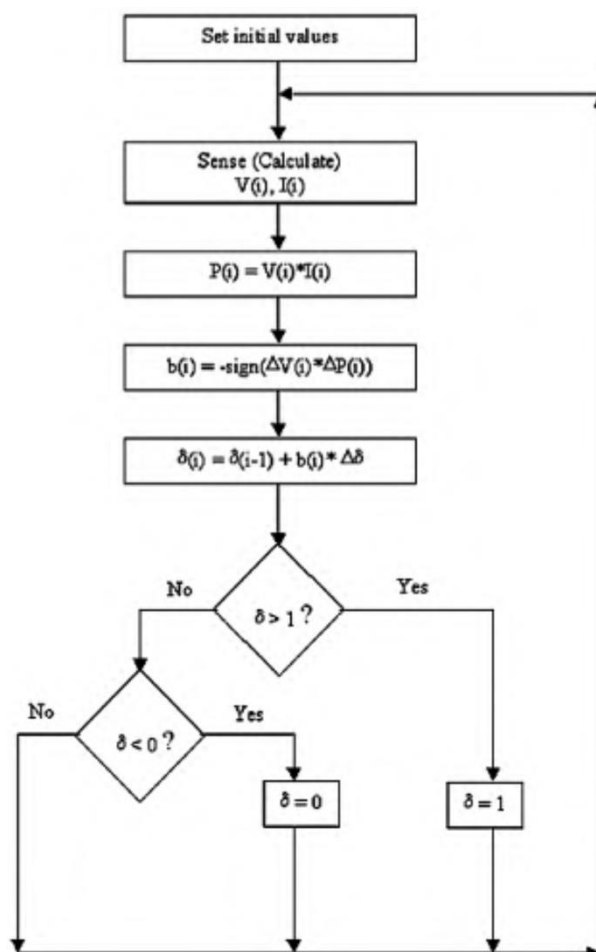 Set initial values
Sense (Calculate)
V(i), I(i)
P(i) = V(i)*I(i)
b(i) = -sign(ΔV(i)*ΔP(i))
δ(i) = δ(i-1) + b(i)* Δδ
No
Yes
δ > 1 ?
No
Yes
δ < 0 ?
δ = 0
δ = 1